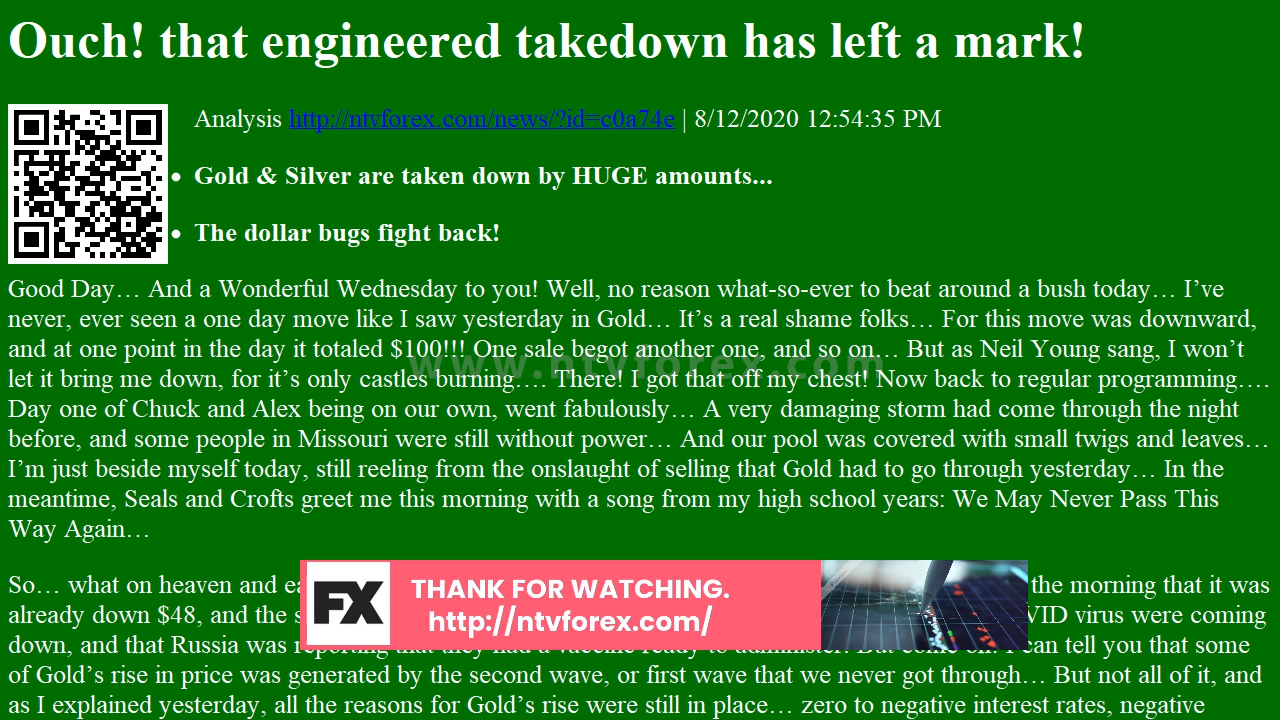 Ouch! that engineered takedown has left a mark!
Analysis http://ntvforex.com/news/?id=c0a74e | 8/12/2020 12:54:35 PM
• Gold & Silver are taken down by HUGE amounts...
• The dollar bugs fight back!
Good Day… And a Wonderful Wednesday to you! Well, no reason what-so-ever to beat around a bush today… I’ve
never, ever seen a one day move like I saw yesterday in Gold… It’s a real shame folks… For this move was downward,
and at one point in the day it totaled $100!!! One sale begot another one, and so on… But as Neil Young sang, I won’t
www.ntvforex.com
let it bring me down, for it’s only castles burning…. There! I got that off my chest! Now back to regular programming….
Day one of Chuck and Alex being on our own, went fabulously… A very damaging storm had come through the night
before, and some people in Missouri were still without power… And our pool was covered with small twigs and leaves…
I’m just beside myself today, still reeling from the onslaught of selling that Gold had to go through yesterday… In the
meantime, Seals and Crofts greet me this morning with a song from my high school years: We May Never Pass This
Way Again…
So… what on heaven and the morning that it was
already down $48, and the VID virus were coming
down, and that Russia was reporting that they had a vaccine ready to administer. But come on! I can tell you that some
of Gold’s rise in price was generated by the second wave, or first wave that we never got through… But not all of it, and
as I explained yesterday, all the reasons for Gold’s rise were still in place… zero to negative interest rates, negative
FX
THANK FOR WATCHING.
http://ntvforex.com/